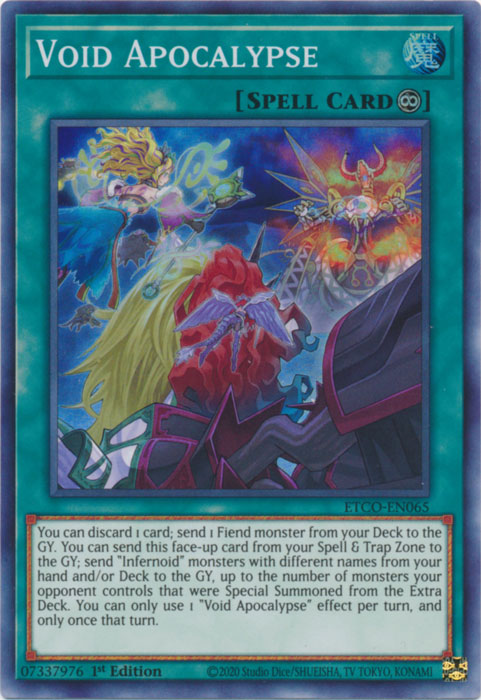 VOID APOCALYPSE
SPELL
魔
[SPELL CARD]
ETCO-EN065
You can discard 1 card; send 1 Fiend monster from your Deck to the
GY. You can send this face-up card from your Spell & Trap Zone to
the GY; send "Infernoid" monsters with different names from your
hand and/or Deck to the GY, up to the number of monsters your
opponent controls that were Special Summoned from the Extra
Deck. You can only use 1 "Void Apocalypse" effect per turn, and
only once that turn.
07337976 1st Edition ©2020 Studio Dice/SHUEISHA, TV TOKYO, KONAMI